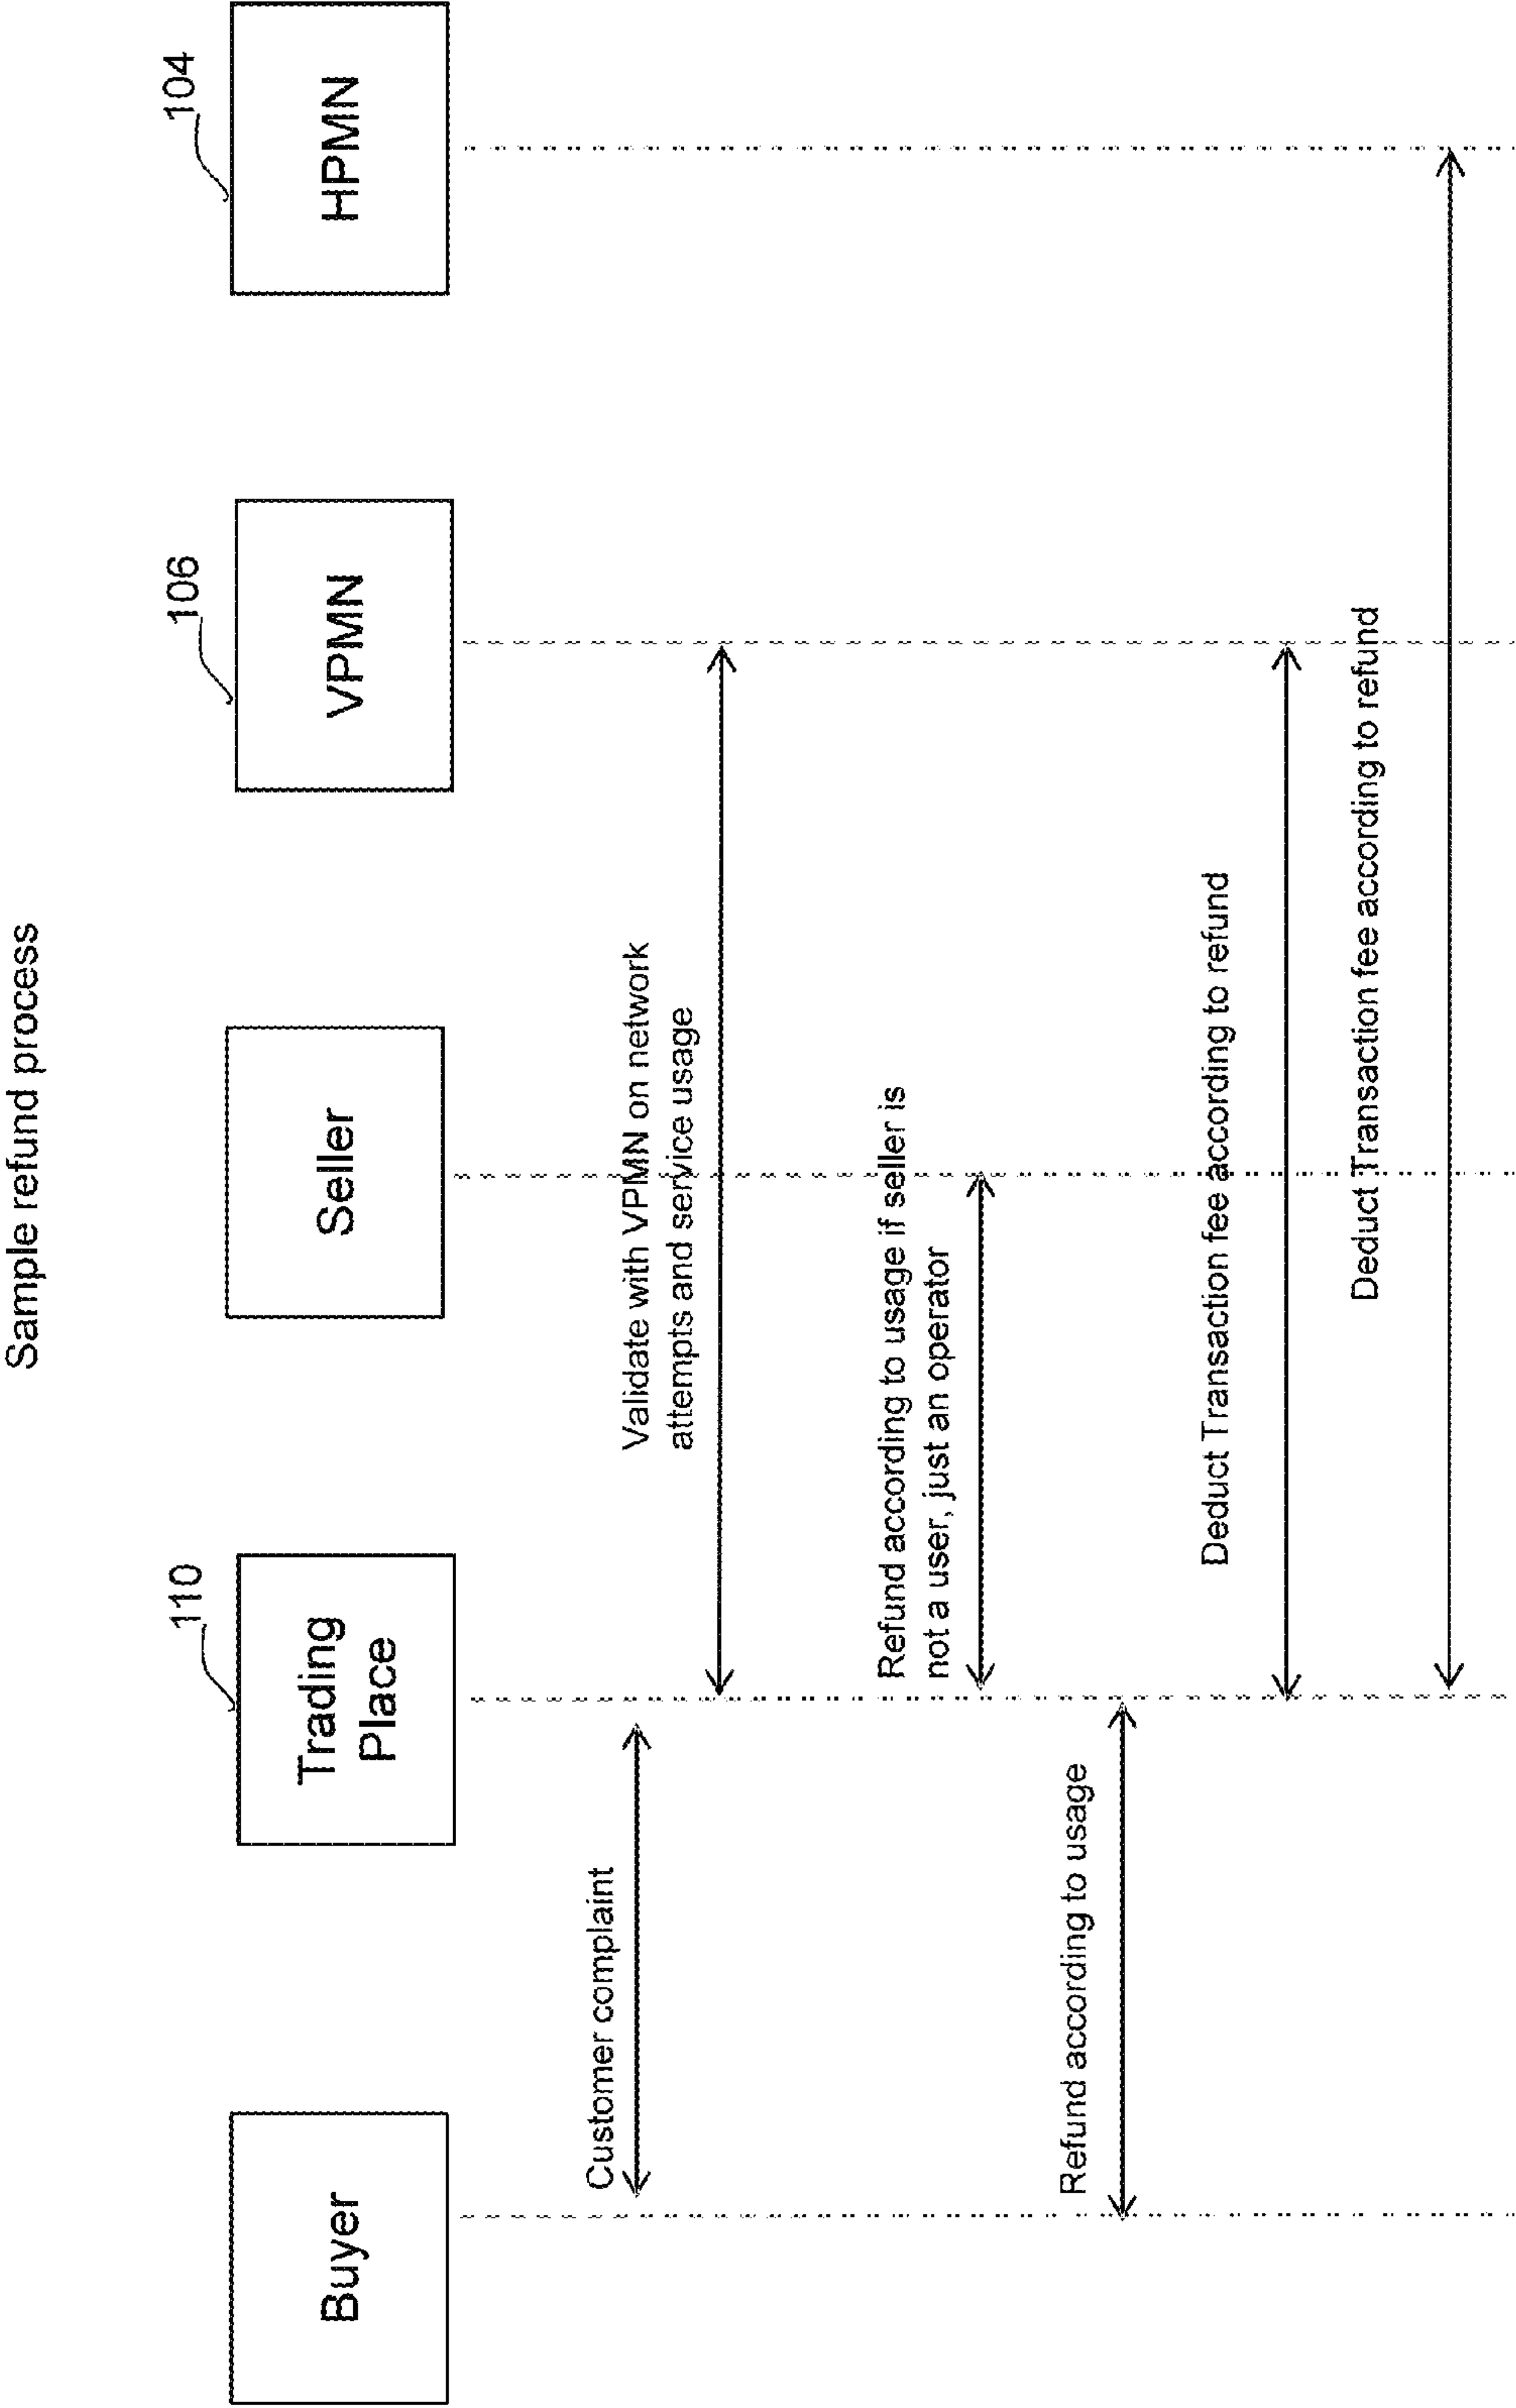 Sample refund process
110
106
104
Buyer
Trading
Place
Seller
VPMN
HPMN
Customer complaint
Validate with VPMN on network
attempts and service usage
Refund according to usage if seller is
not a user, just an operator
Refund according to usage
Deduct Transaction fee according to refund
Deduct Transaction fee according to refund